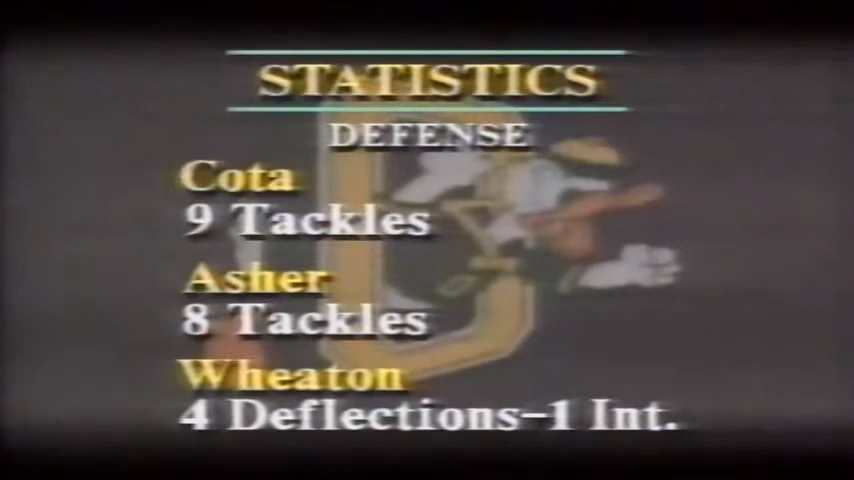 STATISTICS
DEFENSE
Cota
9 Tackles
Asher
8 Tackles
Wheaton
4 Deflections-1 Int.